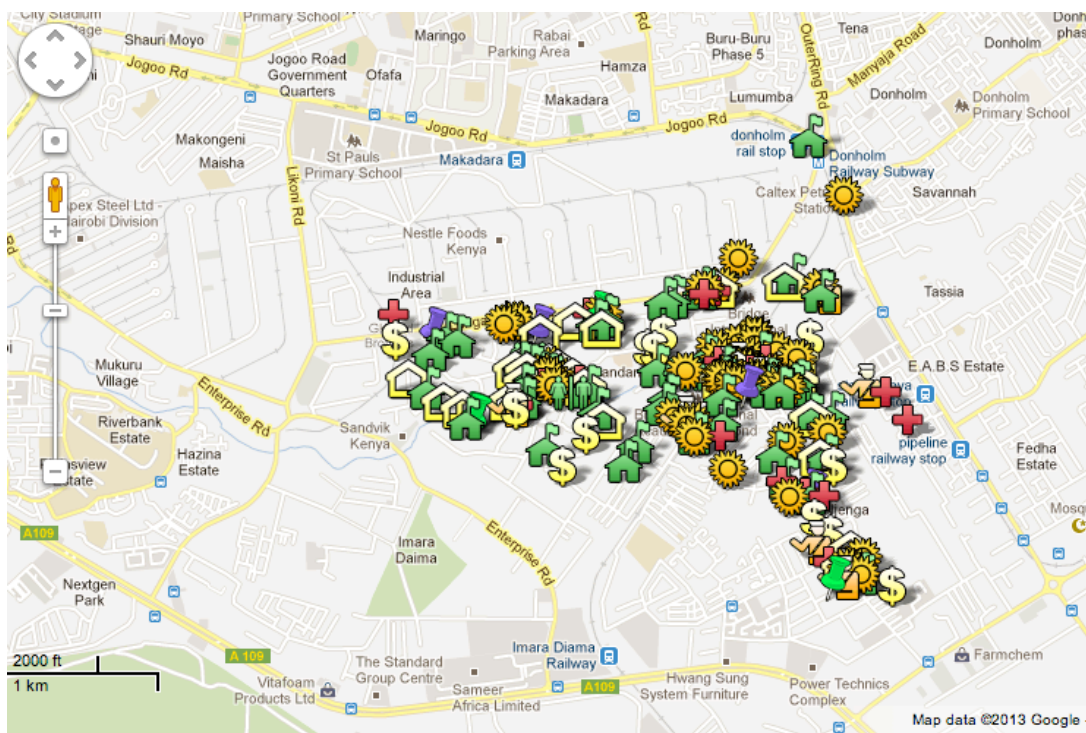 City Stadium
Stage
Primary School
Shauri Moyo
Maringo
Rabai
Parking Area
Buru-Buru
Phase 5
OuterRing Rd
Tena
Donholm
Manyaja Road
Jogoo Rd
Jogoo Road
Government
Quarters
Ofafa
Hamza
Makadara
Lumumba
Donholm
Donholm
Primary School
Makongeni
Maisha
St Pauls
Primary School
Jogoo Rd
Makadara
Jogoo Rd
donholm
rail stop
Donholm
Railway Subway
Savannah
Caltex
Station
Likoni Rd
Apex Steel Ltd -
Nairobi Division
Nestle Foods
Kenya
Industrial
Area
Bridge
Tassia
Mukuru
Village
E.A.B.S Estate
Enterprise Rd
Riverbank
Estate
Hazina
Estate
Sandvik
Kenya
pipeline
railway stop
Fedha
Estate
Estate
A109
Imara
Daima
Enterprise Rd
Nextgen
Park
2000 ft
1 km
A 109
The Standard
Group Centre
Vitafoam
Products Ltd
Sameer
Africa Limited
Imara Diama
Railway
A109
Hwang Sung
System Furniture
Power Technics
Complex
Farmchem
Map data ©2013 Google -